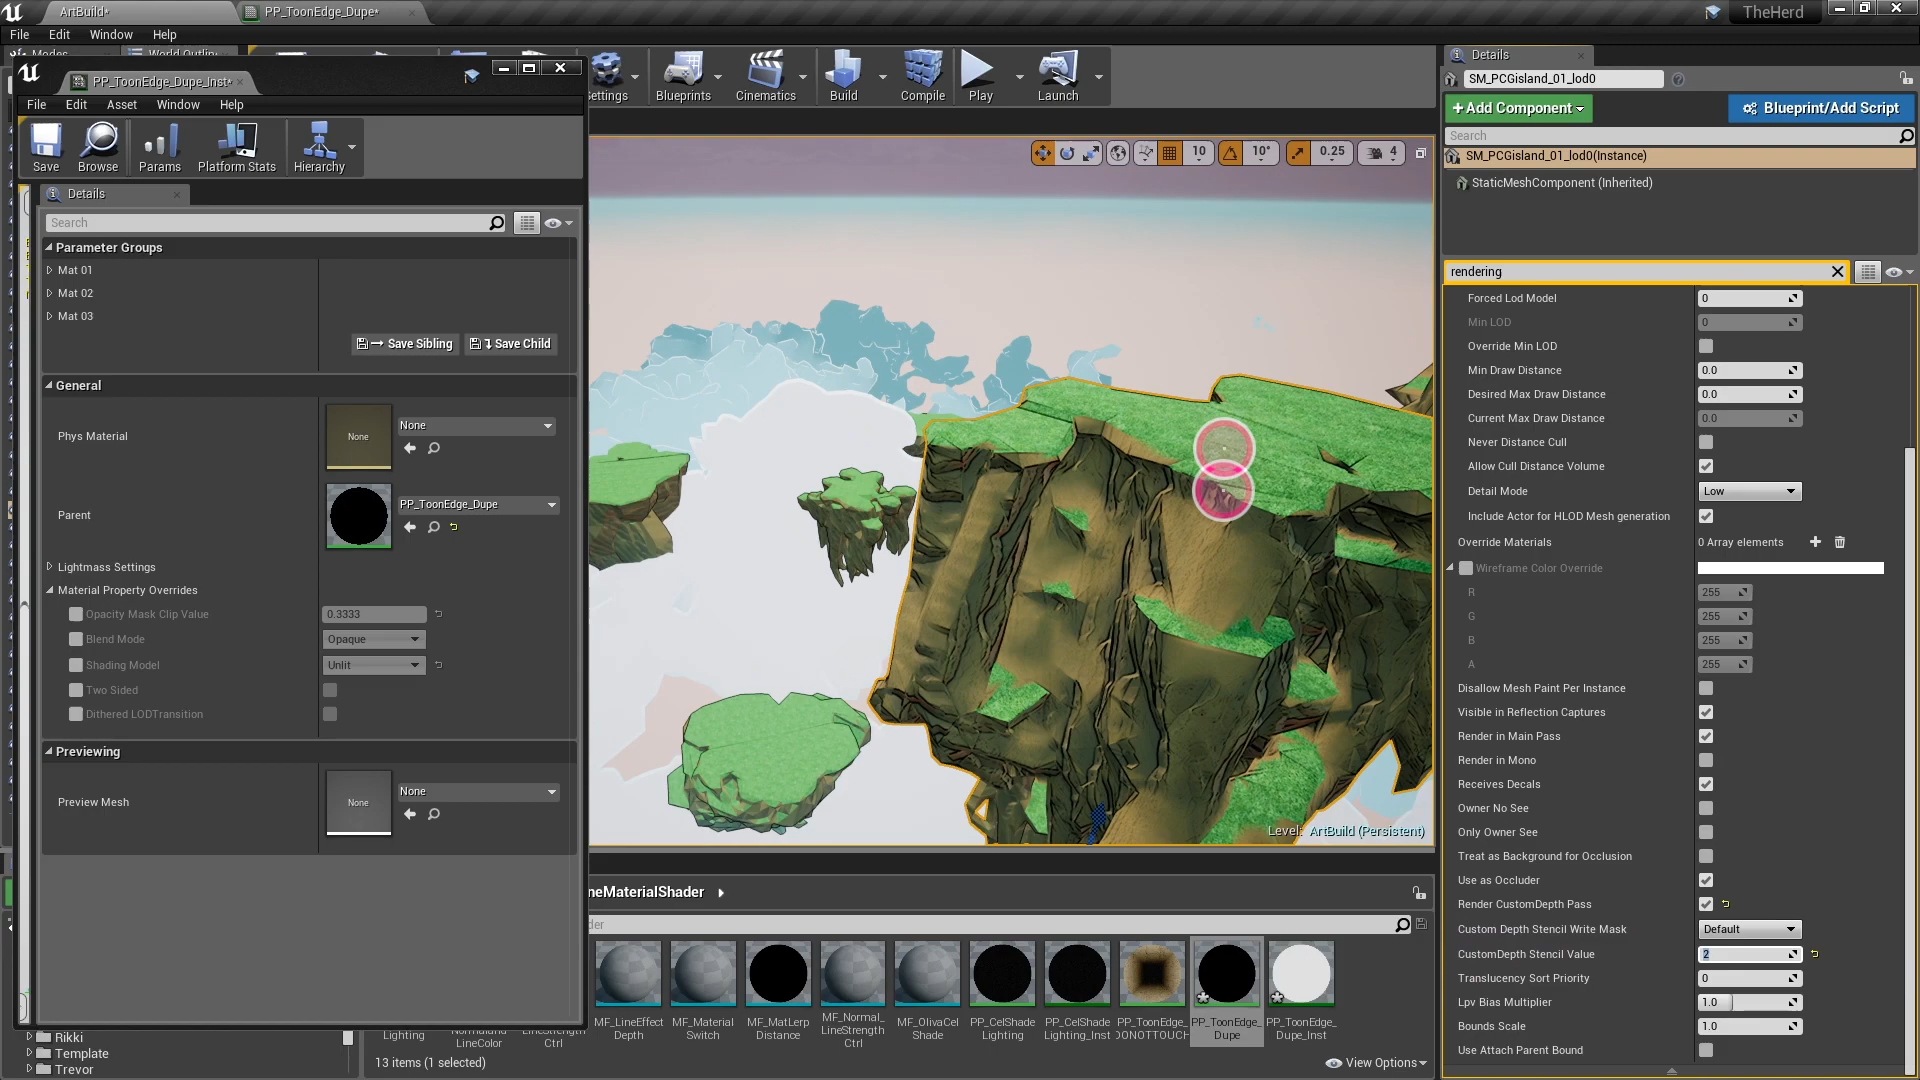 ArtBuild*
PP_ToonEdge_Dupe*
TheHerd
File Edit Window Help
Modes
World Outlin
PP_ToonEdge_Dupe_Inst*
File Edit Asset Window Help
Save
Browse
Params
Platform Stats
Hierarchy
Details
Search
Parameter Groups
Mat 01
Mat 02
Mat 03
Save Sibling
Save Child
General
Phys Material
None
None
Parent
PP_ToonEdge_Dupe
Lightmass Settings
Material Property Overrides
Opacity Mask Clip Value
0.3333
Blend Mode
Opaque
Shading Model
Unlit
Two Sided
Dithered LODTransition
Previewing
Preview Mesh
None
None
Rikki
Template
Trevor
Settings
Blueprints
Cinematics
Build
Compile
Play
Launch
10
10°
0.25
4
Level: ArtBuild (Persistent)
neMaterialShader
der
Lighting
NormalandLineColor
LineStrength
Ctrl
MF_LineEffect
Depth
MF_Material
Switch
MF_MatLerp
Distance
MF_Normal_
LineStrength
Ctrl
MF_OlivaCel
Shade
PP_CelShade
Lighting
PP_CelShade
Lighting_Inst
PP_ToonEdge_
DONOTTOUCH
PP_ToonEdge_
Dupe
PP_ToonEdge_
Dupe_Inst
13 items (1 selected)
View Options
Details
SM_PCGisland_01_lod0
+Add Component
Blueprint/Add Script
Search
SM_PCGisland_01_lod0(Instance)
StaticMeshComponent (Inherited)
rendering
Forced Lod Model
0
Min LOD
0
Override Min LOD
Min Draw Distance
0.0
Desired Max Draw Distance
0.0
Current Max Draw Distance
0.0
Never Distance Cull
Allow Cull Distance Volume
Detail Mode
Low
Include Actor for HLOD Mesh generation
Override Materials
0 Array elements
Wireframe Color Override
R
255
G
255
B
255
A
255
Disallow Mesh Paint Per Instance
Visible in Reflection Captures
Render in Main Pass
Render in Mono
Receives Decals
Owner No See
Only Owner See
Treat as Background for Occlusion
Use as Occluder
Render CustomDepth Pass
Custom Depth Stencil Write Mask
Default
CustomDepth Stencil Value
2
Translucency Sort Priority
0
Lpv Bias Multiplier
1.0
Bounds Scale
1.0
Use Attach Parent Bound